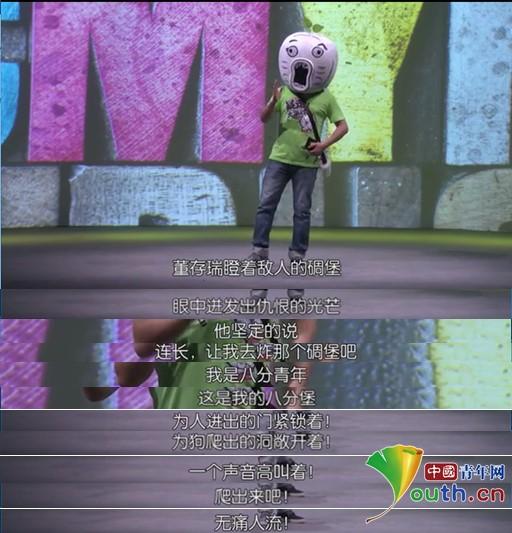 EMY
董存瑞瞪着敌人的碉堡
眼中迸发出仇恨的光芒
他坚定的说
连长，让我去炸那个碉堡吧
我是八分青年
这是我的八分堡
为人进出的门紧锁着！
为狗爬出的洞敞开着！
一个声音高叫着！
爬出来吧！
无痛人流！
中國青年网
Youth.cn